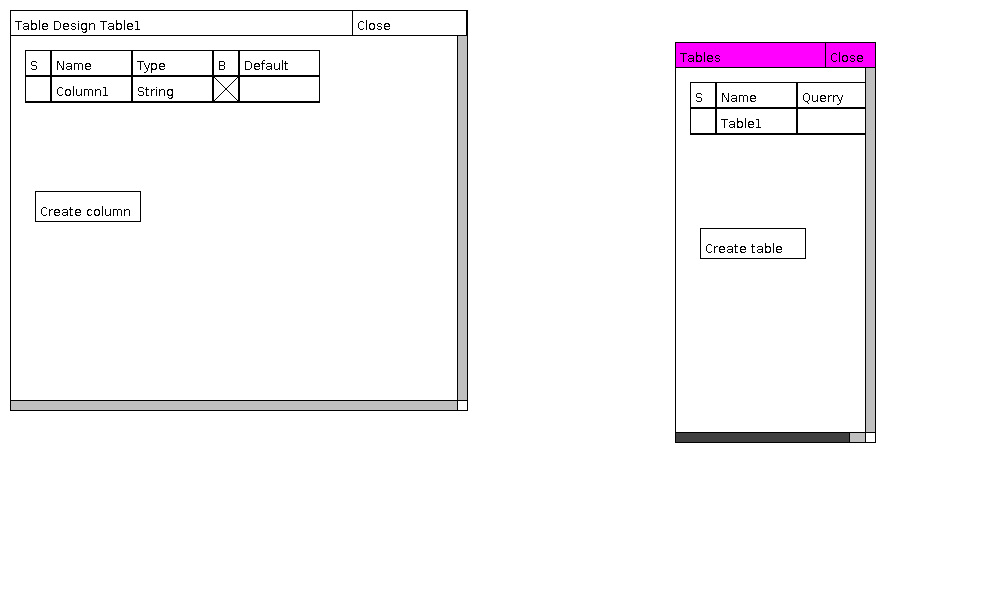 Table Design Table1 Close
S Name Type B Default
Column1 String
Create column
Tables Close
S Name Querry
Table1
Create table